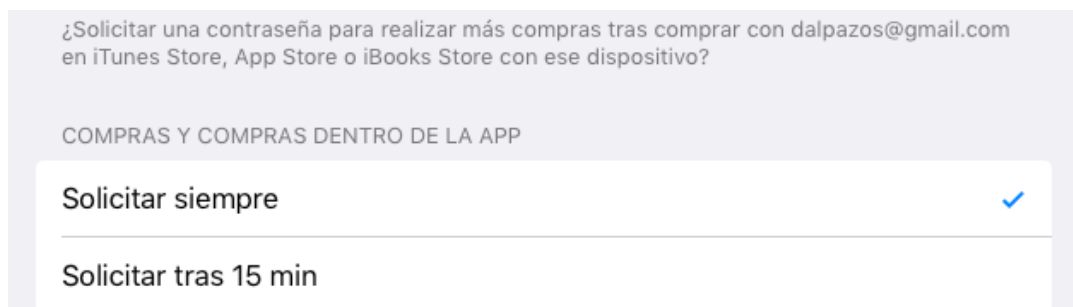 ¿Solicitar una contraseña para realizar más compras tras comprar con dalpazos@gmail.com
en iTunes Store, App Store o iBooks Store con ese dispositivo?
COMPRAS Y COMPRAS DENTRO DE LA APP
Solicitar siempre
Solicitar tras 15 min